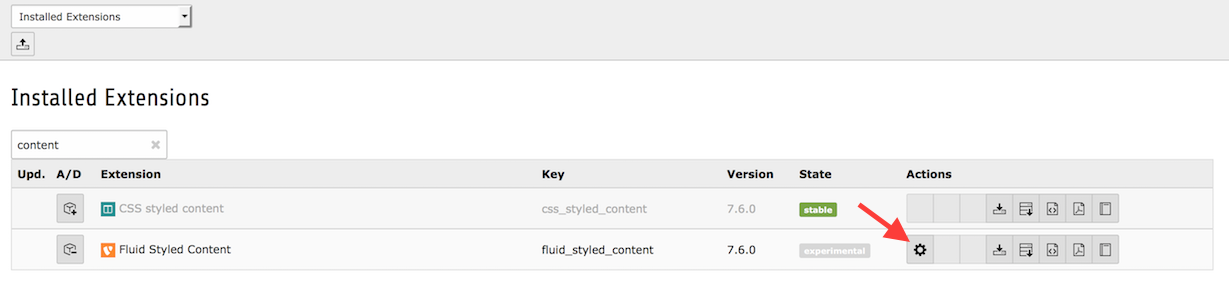 Installed Extensions
Installed Extensions
content
Upd. A/D Extension Key Version State Actions
CSS styled content css_styled_content 7.6.0 stable
Fluid Styled Content fluid_styled_content 7.6.0 experimental